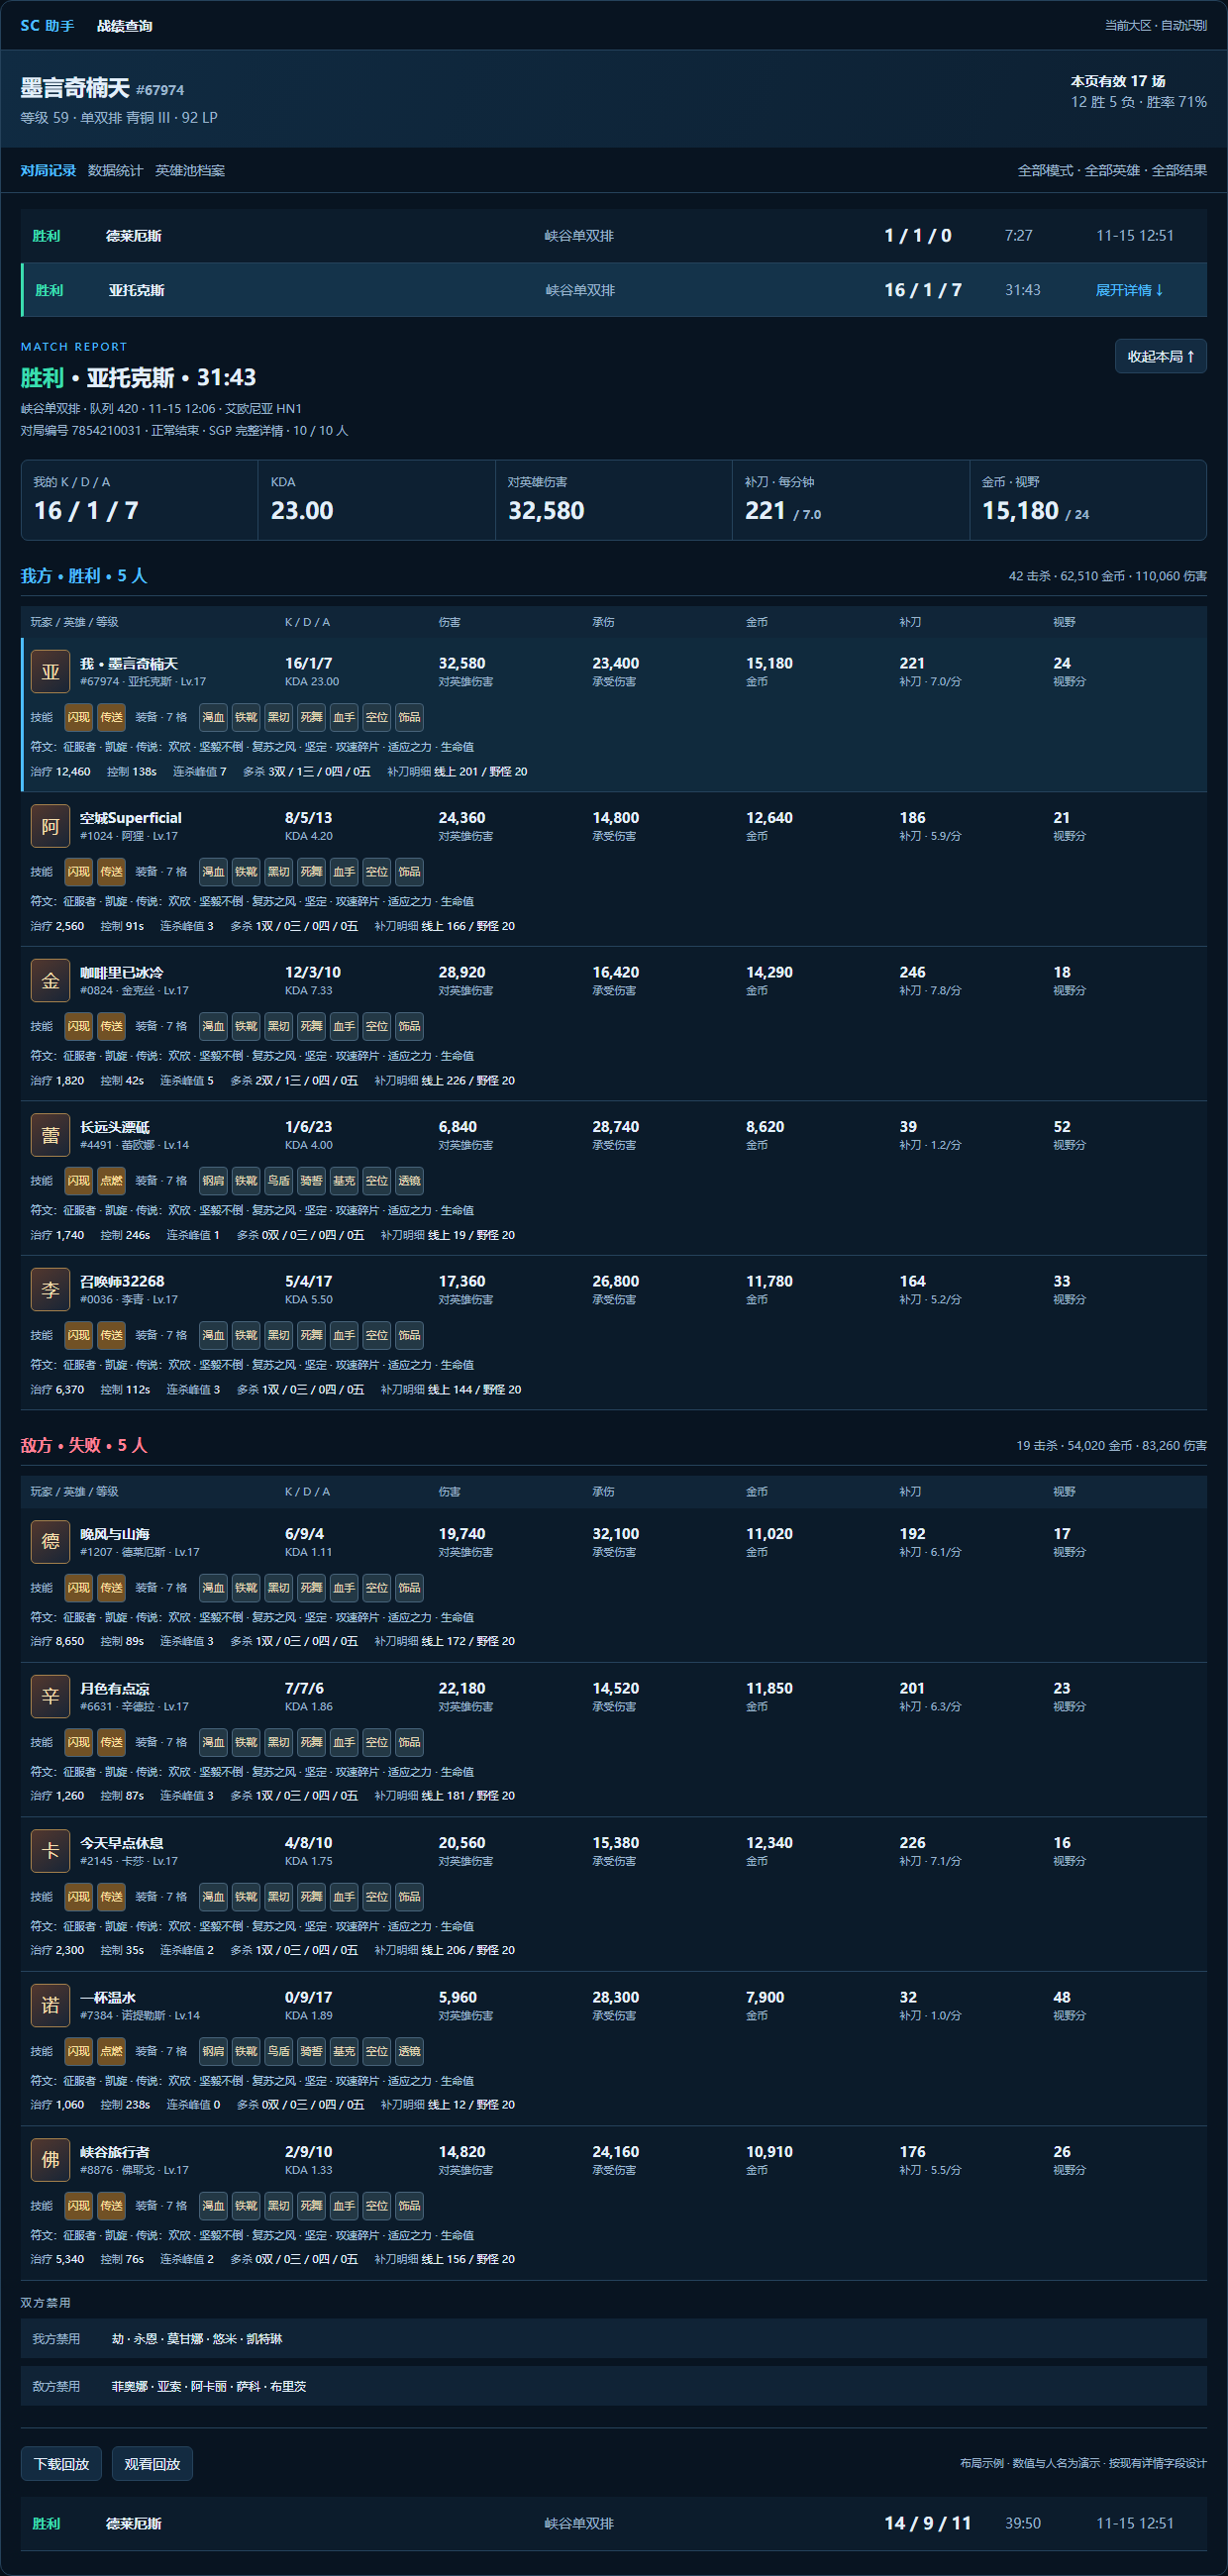 SC 助手 战绩查询 当前大区 · 自动识别
墨言奇楠天 #67974 本页有效 17 场
等级 59 · 单双排 青铜 III · 92 LP 12 胜 5 负 · 胜率 71%
对局记录 数据统计 英雄池档案 全部模式 · 全部英雄 · 全部结果
胜利 德莱厄斯 峡谷单双排 1 / 1 / 0 7:27 11-15 12:51
胜利 亚托克斯 峡谷单双排 16 / 1 / 7 31:43 展开详情 ↓
MATCH REPORT
胜利 • 亚托克斯 • 31:43 收起本局 ↑
峡谷单双排 · 队列 420 · 11-15 12:06 · 艾欧尼亚 HN1
对局编号 7854210031 · 正常结束 · SGP 完整详情 · 10 / 10 人
我的 K / D / A KDA 对英雄伤害 补刀 · 每分钟 金币 · 视野
16 / 1 / 7 23.00 32,580 221 / 7.0 15,180 / 24
我方 • 胜利 • 5 人 42 击杀 · 62,510 金币 · 110,060 伤害
玩家 / 英雄 / 等级 K / D / A 伤害 承伤 金币 补刀 视野
亚 我 • 墨言奇楠天 16/1/7 32,580 23,400 15,180 221 24
#67974 · 亚托克斯 · Lv.17 KDA 23.00 对英雄伤害 承受伤害 金币 补刀 · 7.0/分 视野分
技能 闪现 传送 装备 · 7 格 渴血 铁靴 黑切 死舞 血手 空位 饰品
符文：征服者 · 凯旋 · 传说：欢欣 · 坚毅不倒 · 复苏之风 · 坚定 · 攻速碎片 · 适应之力 · 生命值
治疗 12,460 控制 138s 连杀峰值 7 多杀 3双 / 1三 / 0四 / 0五 补刀明细 线上 201 / 野怪 20
阿 空城Superficial 8/5/13 24,360 14,800 12,640 186 21
#1024 · 阿狸 · Lv.17 KDA 4.20 对英雄伤害 承受伤害 金币 补刀 · 5.9/分 视野分
技能 闪现 传送 装备 · 7 格 渴血 铁靴 黑切 死舞 血手 空位 饰品
符文：征服者 · 凯旋 · 传说：欢欣 · 坚毅不倒 · 复苏之风 · 坚定 · 攻速碎片 · 适应之力 · 生命值
治疗 2,560 控制 91s 连杀峰值 3 多杀 1双 / 0三 / 0四 / 0五 补刀明细 线上 166 / 野怪 20
金 咖啡里已冰冷 12/3/10 28,920 16,420 14,290 246 18
#0824 · 金克丝 · Lv.17 KDA 7.33 对英雄伤害 承受伤害 金币 补刀 · 7.8/分 视野分
技能 闪现 传送 装备 · 7 格 渴血 铁靴 黑切 死舞 血手 空位 饰品
符文：征服者 · 凯旋 · 传说：欢欣 · 坚毅不倒 · 复苏之风 · 坚定 · 攻速碎片 · 适应之力 · 生命值
治疗 1,820 控制 42s 连杀峰值 5 多杀 2双 / 1三 / 0四 / 0五 补刀明细 线上 226 / 野怪 20
蕾 长远头漂砥 1/6/23 6,840 28,740 8,620 39 52
#4491 · 蕾欧娜 · Lv.14 KDA 4.00 对英雄伤害 承受伤害 金币 补刀 · 1.2/分 视野分
技能 闪现 点燃 装备 · 7 格 钢肩 铁靴 鸟盾 骑誓 基克 空位 透镜
符文：征服者 · 凯旋 · 传说：欢欣 · 坚毅不倒 · 复苏之风 · 坚定 · 攻速碎片 · 适应之力 · 生命值
治疗 1,740 控制 246s 连杀峰值 1 多杀 0双 / 0三 / 0四 / 0五 补刀明细 线上 19 / 野怪 20
李 召唤师32268 5/4/17 17,360 26,800 11,780 164 33
#0036 · 李青 · Lv.17 KDA 5.50 对英雄伤害 承受伤害 金币 补刀 · 5.2/分 视野分
技能 闪现 传送 装备 · 7 格 渴血 铁靴 黑切 死舞 血手 空位 饰品
符文：征服者 · 凯旋 · 传说：欢欣 · 坚毅不倒 · 复苏之风 · 坚定 · 攻速碎片 · 适应之力 · 生命值
治疗 6,370 控制 112s 连杀峰值 3 多杀 1双 / 0三 / 0四 / 0五 补刀明细 线上 144 / 野怪 20
敌方 • 失败 • 5 人 19 击杀 · 54,020 金币 · 83,260 伤害
玩家 / 英雄 / 等级 K / D / A 伤害 承伤 金币 补刀 视野
德 晚风与山海 6/9/4 19,740 32,100 11,020 192 17
#1207 · 德莱厄斯 · Lv.17 KDA 1.11 对英雄伤害 承受伤害 金币 补刀 · 6.1/分 视野分
技能 闪现 传送 装备 · 7 格 渴血 铁靴 黑切 死舞 血手 空位 饰品
符文：征服者 · 凯旋 · 传说：欢欣 · 坚毅不倒 · 复苏之风 · 坚定 · 攻速碎片 · 适应之力 · 生命值
治疗 8,650 控制 89s 连杀峰值 3 多杀 1双 / 0三 / 0四 / 0五 补刀明细 线上 172 / 野怪 20
辛 月色有点凉 7/7/6 22,180 14,520 11,850 201 23
#6631 · 辛德拉 · Lv.17 KDA 1.86 对英雄伤害 承受伤害 金币 补刀 · 6.3/分 视野分
技能 闪现 传送 装备 · 7 格 渴血 铁靴 黑切 死舞 血手 空位 饰品
符文：征服者 · 凯旋 · 传说：欢欣 · 坚毅不倒 · 复苏之风 · 坚定 · 攻速碎片 · 适应之力 · 生命值
治疗 1,260 控制 87s 连杀峰值 3 多杀 1双 / 0三 / 0四 / 0五 补刀明细 线上 181 / 野怪 20
卡 今天早点休息 4/8/10 20,560 15,380 12,340 226 16
#2145 · 卡莎 · Lv.17 KDA 1.75 对英雄伤害 承受伤害 金币 补刀 · 7.1/分 视野分
技能 闪现 传送 装备 · 7 格 渴血 铁靴 黑切 死舞 血手 空位 饰品
符文：征服者 · 凯旋 · 传说：欢欣 · 坚毅不倒 · 复苏之风 · 坚定 · 攻速碎片 · 适应之力 · 生命值
治疗 2,300 控制 35s 连杀峰值 2 多杀 1双 / 0三 / 0四 / 0五 补刀明细 线上 206 / 野怪 20
诺 一杯温水 0/9/17 5,960 28,300 7,900 32 48
#7384 · 诺提勒斯 · Lv.14 KDA 1.89 对英雄伤害 承受伤害 金币 补刀 · 1.0/分 视野分
技能 闪现 点燃 装备 · 7 格 钢肩 铁靴 鸟盾 骑誓 基克 空位 透镜
符文：征服者 · 凯旋 · 传说：欢欣 · 坚毅不倒 · 复苏之风 · 坚定 · 攻速碎片 · 适应之力 · 生命值
治疗 1,060 控制 238s 连杀峰值 0 多杀 0双 / 0三 / 0四 / 0五 补刀明细 线上 12 / 野怪 20
佛 峡谷旅行者 2/9/10 14,820 24,160 10,910 176 26
#8876 · 佛耶戈 · Lv.17 KDA 1.33 对英雄伤害 承受伤害 金币 补刀 · 5.5/分 视野分
技能 闪现 传送 装备 · 7 格 渴血 铁靴 黑切 死舞 血手 空位 饰品
符文：征服者 · 凯旋 · 传说：欢欣 · 坚毅不倒 · 复苏之风 · 坚定 · 攻速碎片 · 适应之力 · 生命值
治疗 5,340 控制 76s 连杀峰值 2 多杀 0双 / 0三 / 0四 / 0五 补刀明细 线上 156 / 野怪 20
双方禁用
我方禁用 劫 · 永恩 · 莫甘娜 · 悠米 · 凯特琳
敌方禁用 菲奥娜 · 亚索 · 阿卡丽 · 萨科 · 布里茨
下载回放 观看回放 布局示例 · 数值与人名为演示 · 按现有详情字段设计
胜利 德莱厄斯 峡谷单双排 14 / 9 / 11 39:50 11-15 12:51